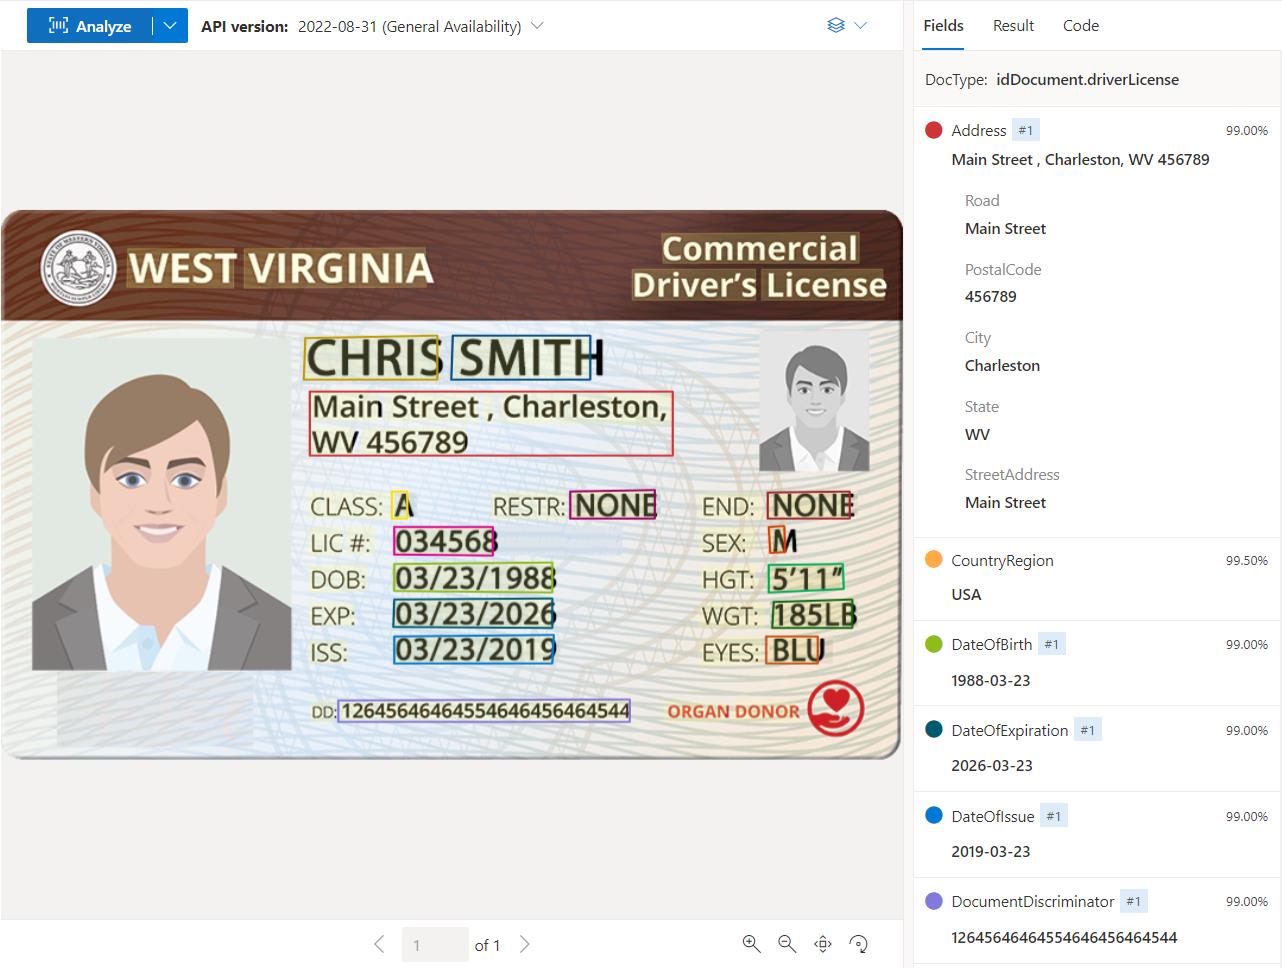 Analyze
API version: 2022-08-31 (General Availability)
WEST VIRGINIA
Commercial
Driver's License
CHRIS SMITH
Main Street , Charleston,
WV 456789
CLASS: A RESTR: NONE END: NONE
LIC #: 034568 SEX: M
DOB: 03/23/1988 HGT: 5'11"
EXP: 03/23/2026 WGT: 185LB
ISS: 03/23/2019 EYES: BLU
DD: 12645646464554646456464544 ORGAN DONOR
1 of 1
Fields Result Code
DocType: idDocument.driverLicense
Address #1 99.00%
Main Street , Charleston, WV 456789
Road
Main Street
PostalCode
456789
City
Charleston
State
WV
StreetAddress
Main Street
CountryRegion 99.50%
USA
DateOfBirth #1 99.00%
1988-03-23
DateOfExpiration #1 99.00%
2026-03-23
DateOfIssue #1 99.00%
2019-03-23
DocumentDiscriminator #1 99.00%
12645646464554646456464544